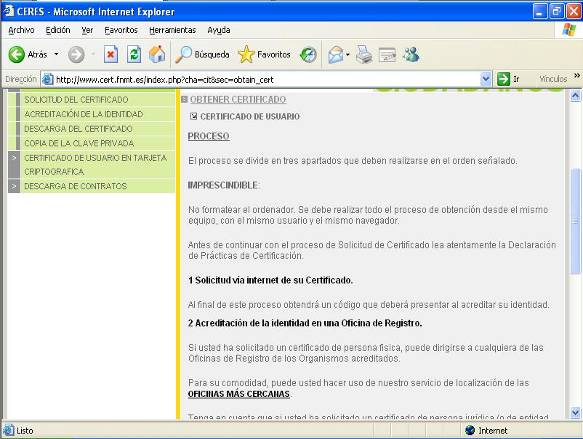 CERES - Microsoft Internet Explorer
Archivo Edición Ver Favoritos Herramientas Ayuda
Atrás Búsqueda Favoritos
Dirección http://www.cert.fnmt.es/index.php?cha=cit&sec=obtain_cert Ir Vínculos »
SOLICITUD DEL CERTIFICADO
ACREDITACIÓN DE LA IDENTIDAD
DESCARGA DEL CERTIFICADO
COPIA DE LA CLAVE PRIVADA
> CERTIFICADO DE USUARIO EN TARJETA
CRIPTOGRAFICA
> DESCARGA DE CONTRATOS
CIUDADANOS
OBTENER CERTIFICADO
CERTIFICADO DE USUARIO
PROCESO
El proceso se divide en tres apartados que deben realizarse en el orden señalado.
IMPRESCINDIBLE:
No formatear el ordenador. Se debe realizar todo el proceso de obtención desde el mismo
equipo, con el mismo usuario y el mismo navegador.
Antes de continuar con el proceso de Solicitud de Certificado lea atentamente la Declaración
de Prácticas de Certificación.
1 Solicitud vía internet de su Certificado.
Al final de este proceso obtendrá un código que deberá presentar al acreditar su identidad.
2 Acreditación de la identidad en una Oficina de Registro.
Si usted ha solicitado un certificado de persona física, puede dirigirse a cualquiera de las
Oficinas de Registro de los Organismos acreditados.
Para su comodidad, puede usted hacer uso de nuestro servicio de localización de las
OFICINAS MÁS CERCANAS.
Tenga en cuenta que si usted ha solicitado un certificado de persona jurídica (o de entidad
Listo Internet